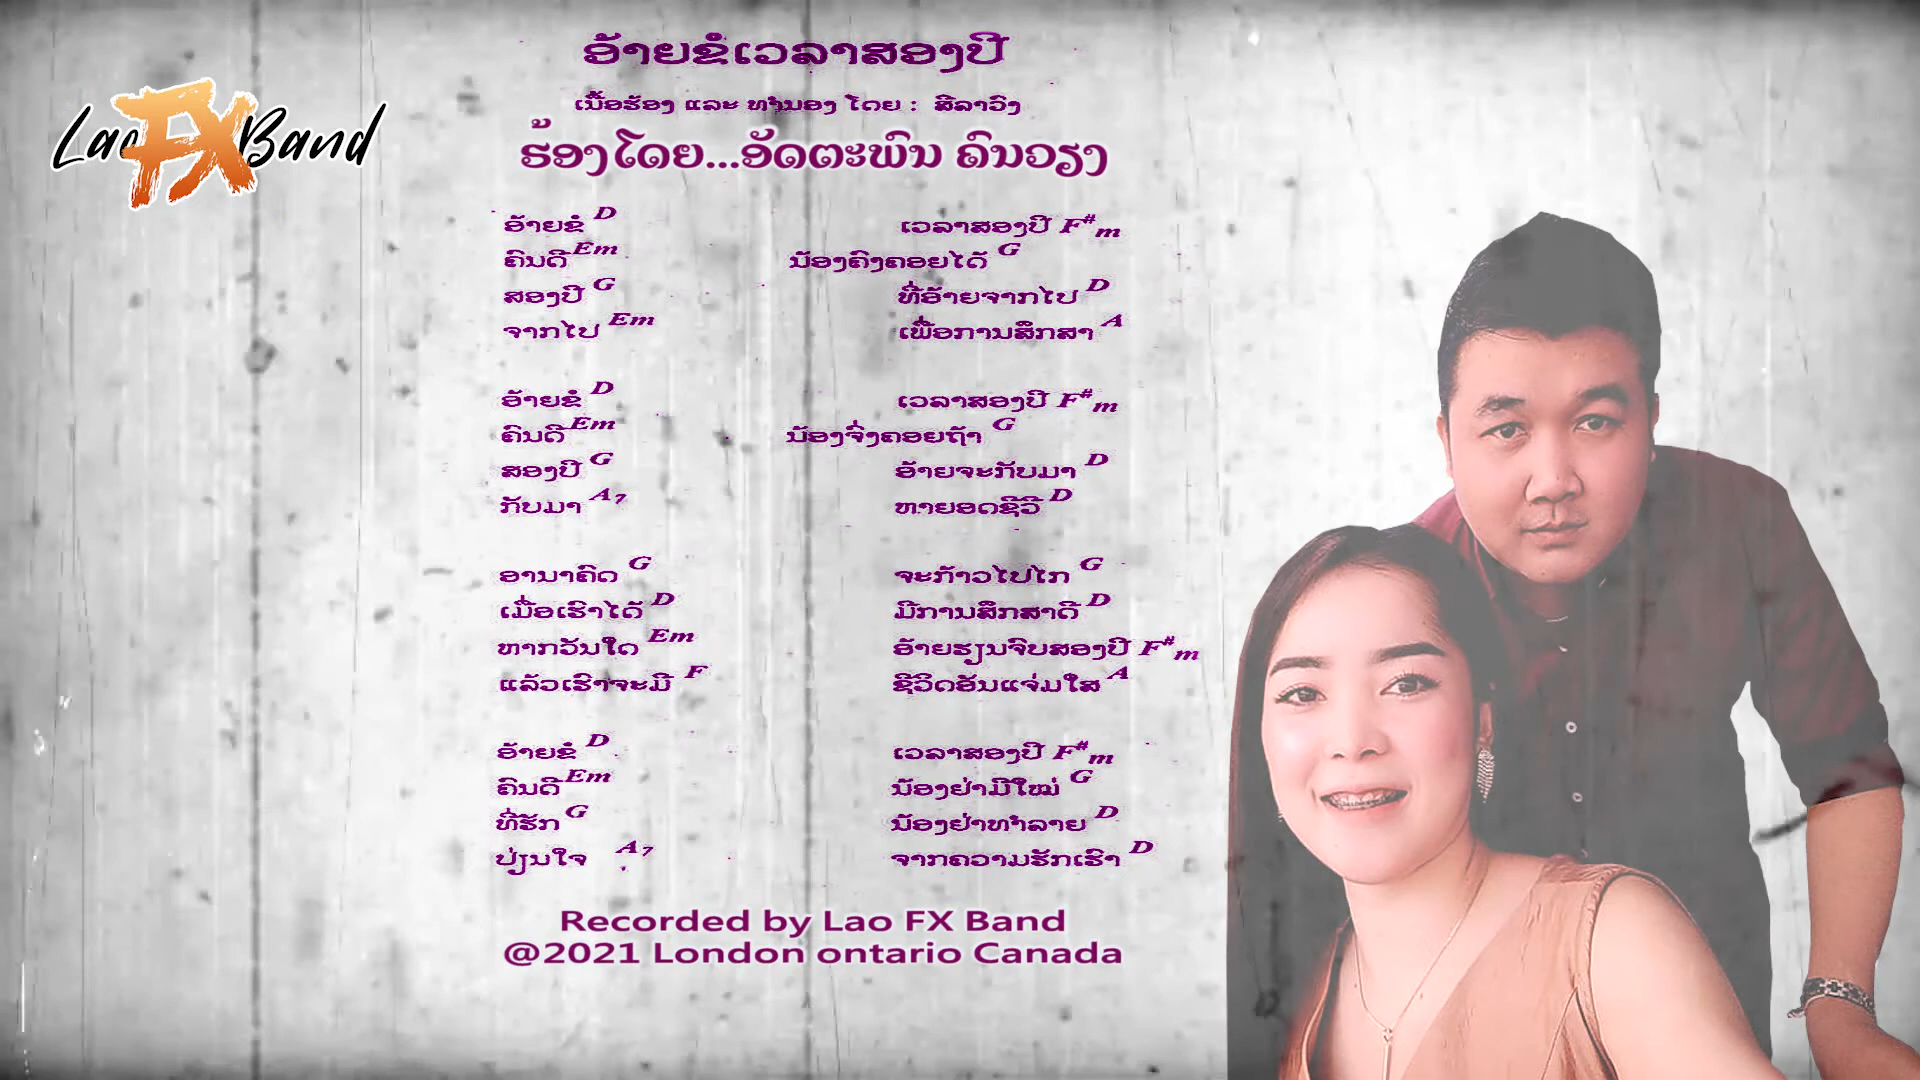 Lao FX Band
ອ້າຍຂໍເວລາສອງປີ
ເນື້ອຮ້ອງ ແລະ ທຳນອງ ໂດຍ : ສີລາວົງ
ຮ້ອງໂດຍ...ອັດຕະພົນ ຄົນວຽງ
ອ້າຍຂໍ D ເວລາສອງປີ F#m
ຄົນດີ Em ນ້ອງຄົງຄອຍໄດ້ G
ສອງປີ G ທີ່ອ້າຍຈາກໄປ D
ຈາກໄປ Em ເພື່ອການສຶກສາ A
ອ້າຍຂໍ D ເວລາສອງປີ F#m
ຄົນດີ Em ນ້ອງຈົ່ງຄອຍຖ້າ G
ສອງປີ G ອ້າຍຈະກັບມາ D
ກັບມາ A7 ຫາຍອດຊີວີ D
ອານາຄົດ G ຈະກ້າວໄປໄກ G
ເມື່ອເຮົາໄດ້ D ມີການສຶກສາດີ D
ຫາກວັນໃດ Em ອ້າຍຮຽນຈົບສອງປີ F#m
ແລ້ວເຮົາຈະມີ F ຊີວິດອັນແຈ່ມໃສ A
ອ້າຍຂໍ D ເວລາສອງປີ F#m
ຄົນດີ Em ນ້ອງຢ່າມີໃໝ່ G
ທີ່ຮັກ G ນ້ອງຢ່າທຳລາຍ D
ປ່ຽນໃຈ A7 ຈາກຄວາມຮັກເຮົາ D
Recorded by Lao FX Band
@2021 London ontario Canada